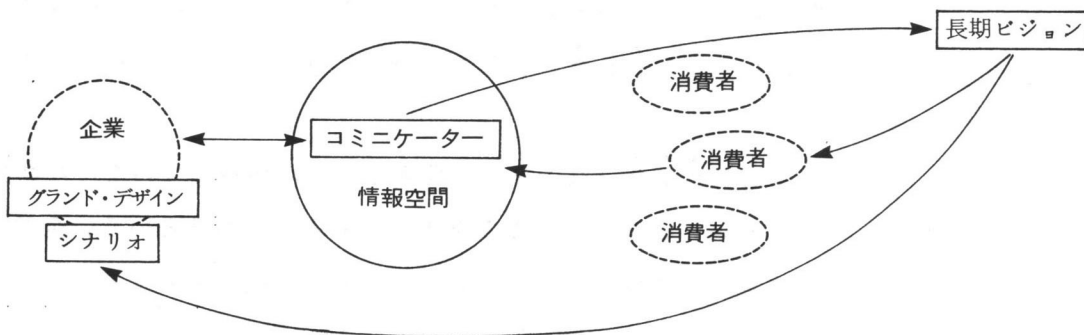 長期ビジョン
消費者
企業
コミニケーター
消費者
グランド・デザイン
情報空間
シナリオ
消費者